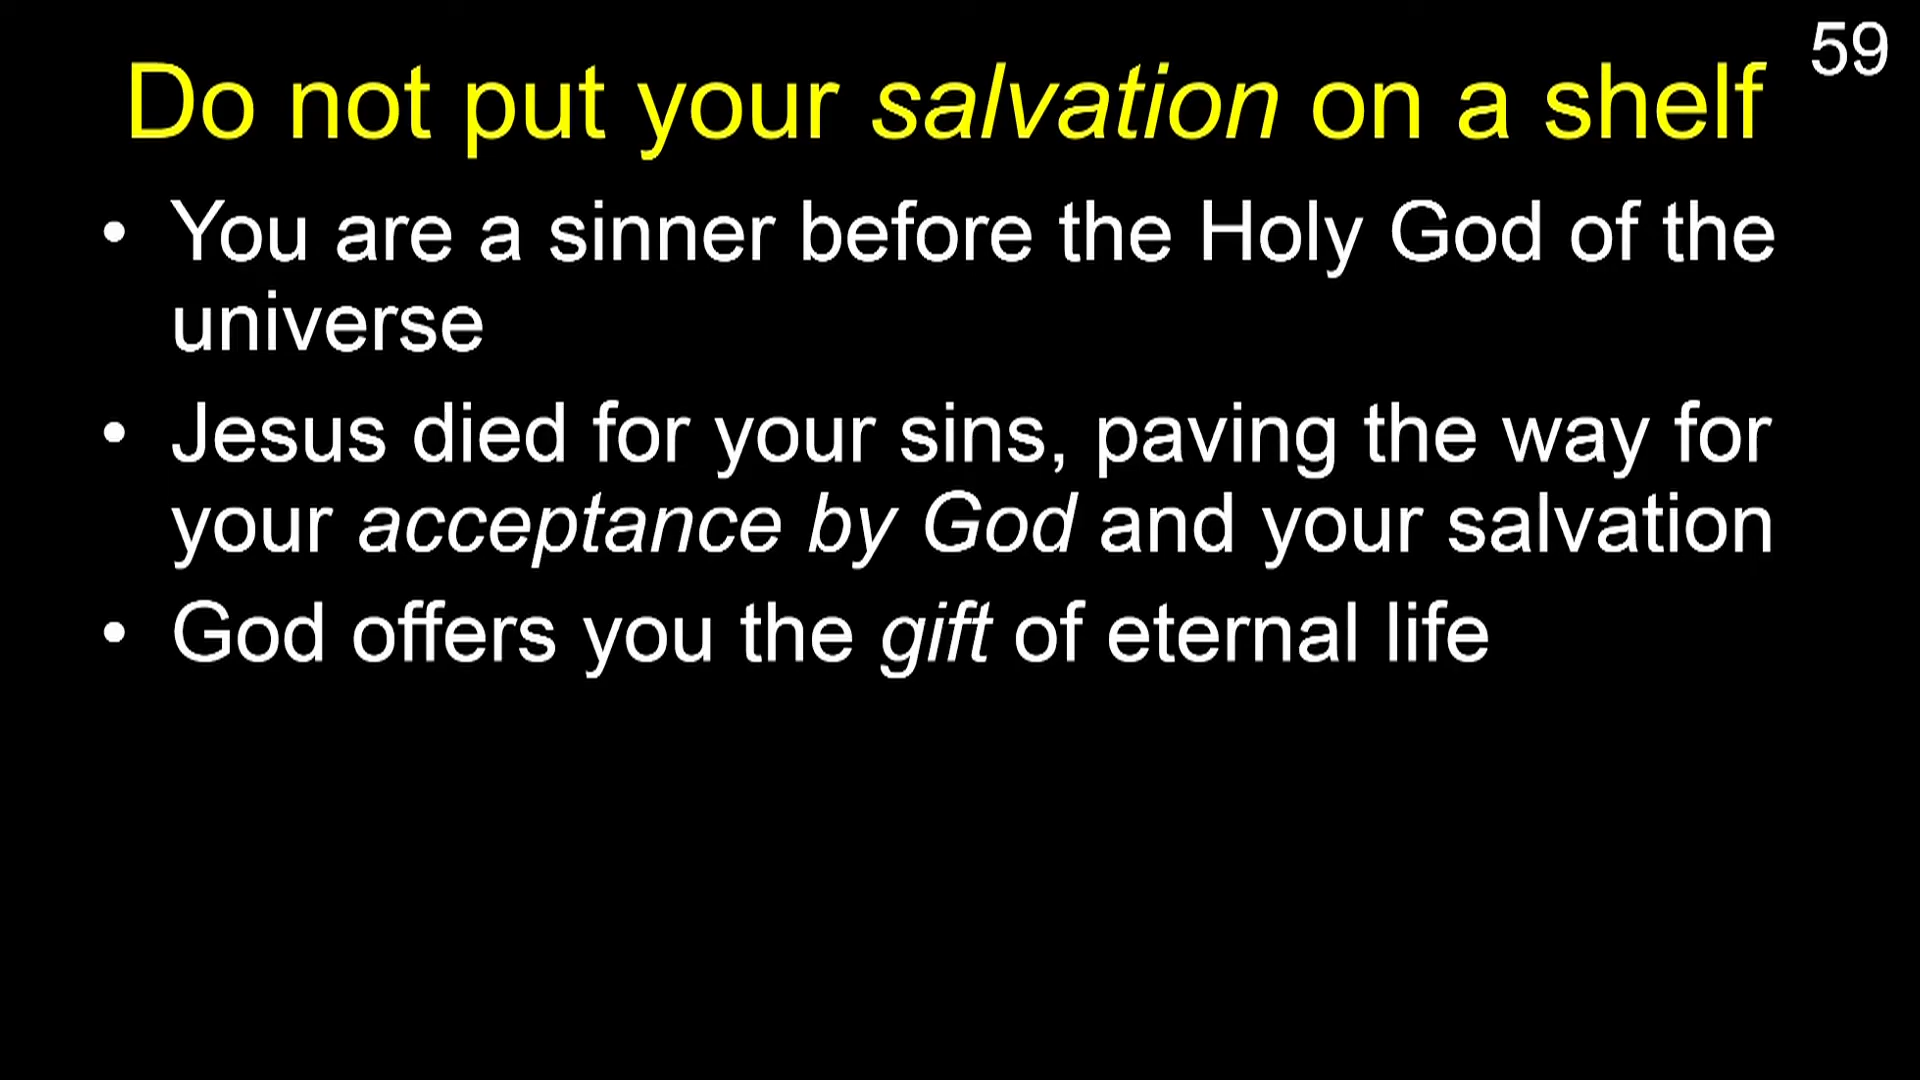 59
Do not put your salvation on a shelf
• You are a sinner before the Holy God of the
universe
• Jesus died for your sins, paving the way for
your acceptance by God and your salvation
• God offers you the gift of eternal life